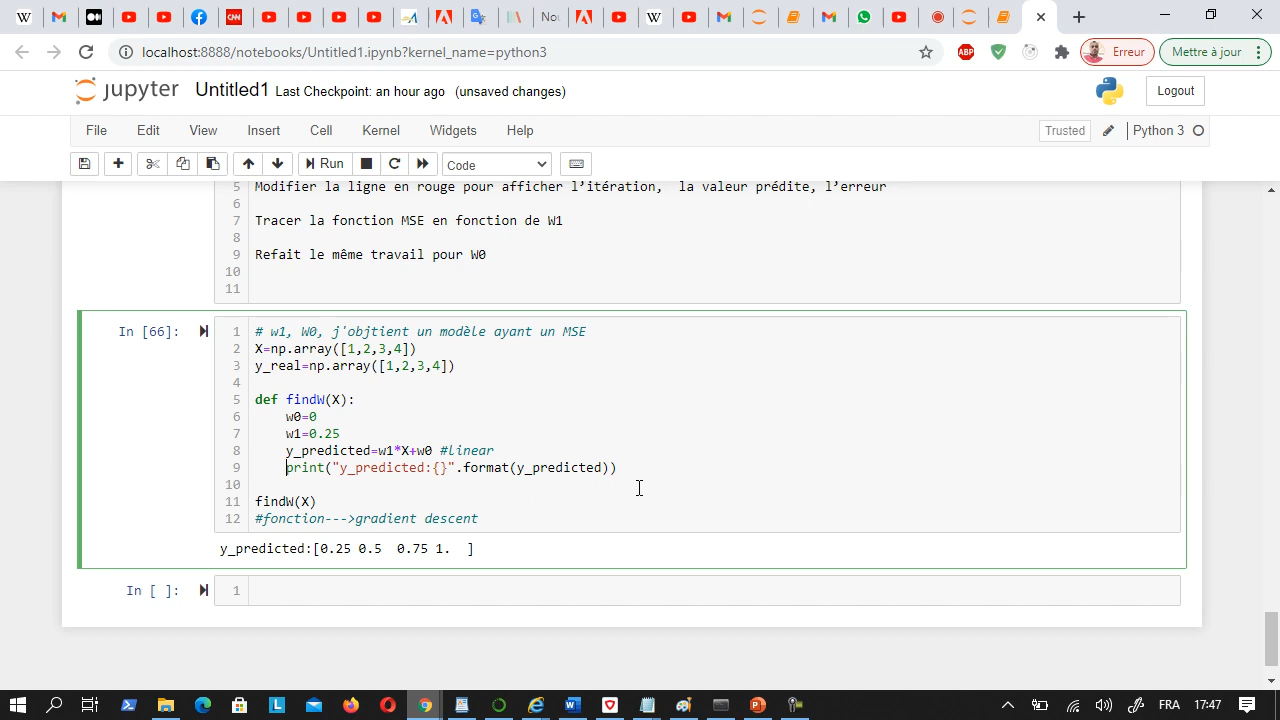 Nou
localhost:8888/notebooks/Untitled1.ipynb?kernel_name=python3
ABP
Erreur
Mettre à jour
jupyter Untitled1 Last Checkpoint: an hour ago (unsaved changes)
Logout
File Edit View Insert Cell Kernel Widgets Help
Trusted
Python 3
Run
Code
5 Modifier la ligne en rouge pour afficher l’itération, la valeur prédite, l’erreur
6
7 Tracer la fonction MSE en fonction de W1
8
9 Refait le même travail pour W0
10
11
In [66]:
1 # w1, W0, j'objtient un modèle ayant un MSE
2 X=np.array([1,2,3,4])
3 y_real=np.array([1,2,3,4])
4
5 def findW(X):
6 w0=0
7 w1=0.25
8 y_predicted=w1*X+w0 #linear
9 print("y_predicted:{}".format(y_predicted))
10
11 findW(X)
12 #fonction--->gradient descent
y_predicted:[0.25 0.5  0.75 1.  ]
In [ ]:
1
FRA
17:47